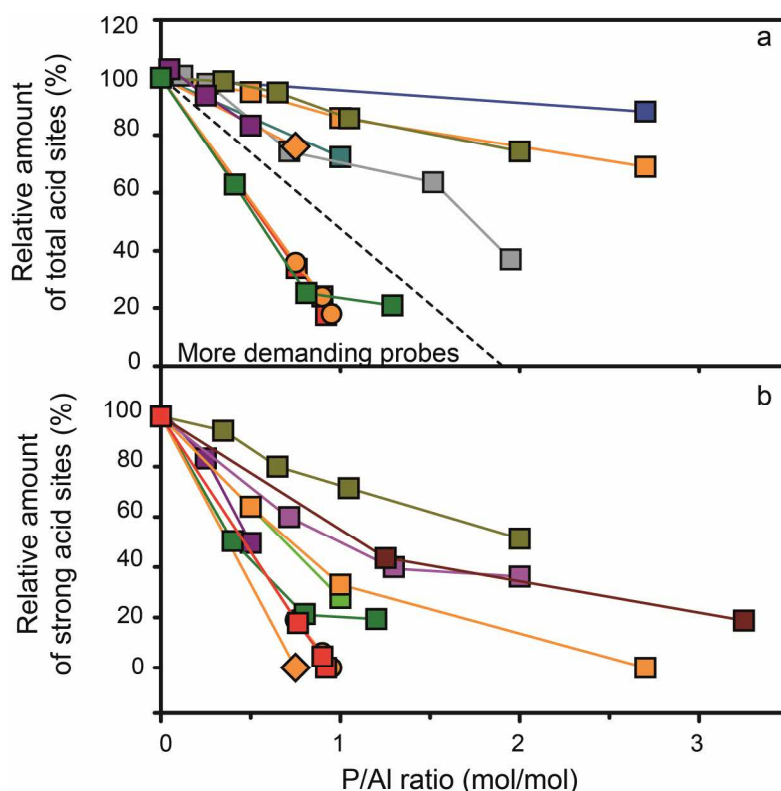 120
a
100
80
60
40
20
0
Relative amount
of total acid sites (%)
More demanding probes
b
100
80
60
40
20
0
Relative amount
of strong acid sites (%)
0
1
2
3
P/Al ratio (mol/mol)